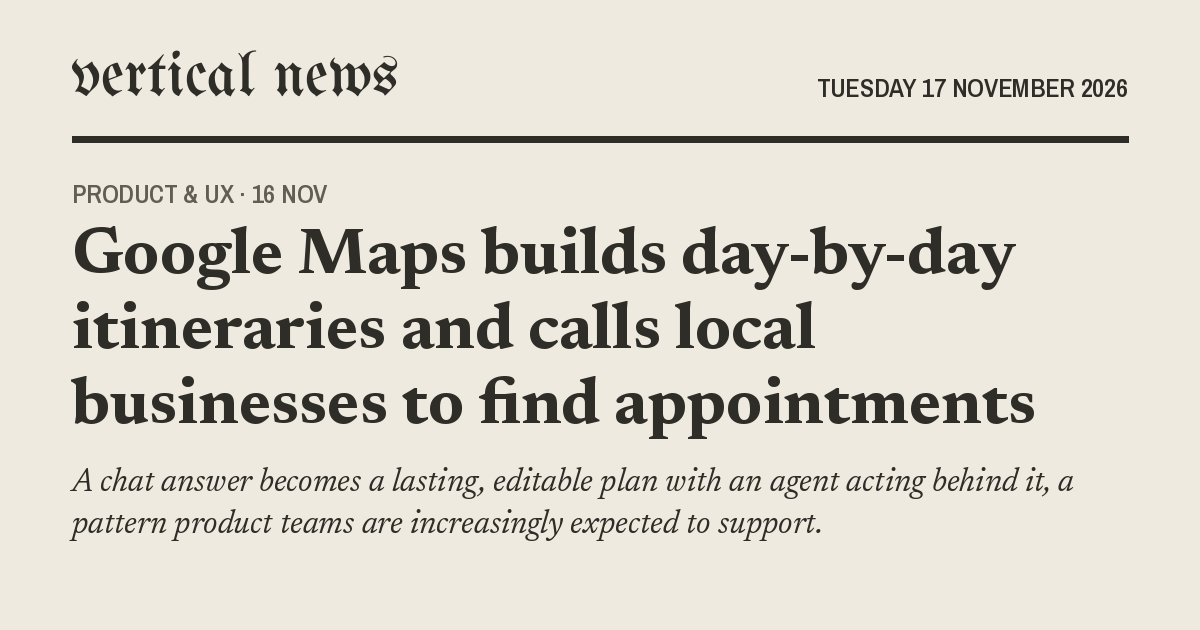 vertical news
TUESDAY 17 NOVEMBER 2026
PRODUCT & UX · 16 NOV
Google Maps builds day-by-day
itineraries and calls local
businesses to find appointments
A chat answer becomes a lasting, editable plan with an agent acting behind it, a
pattern product teams are increasingly expected to support.